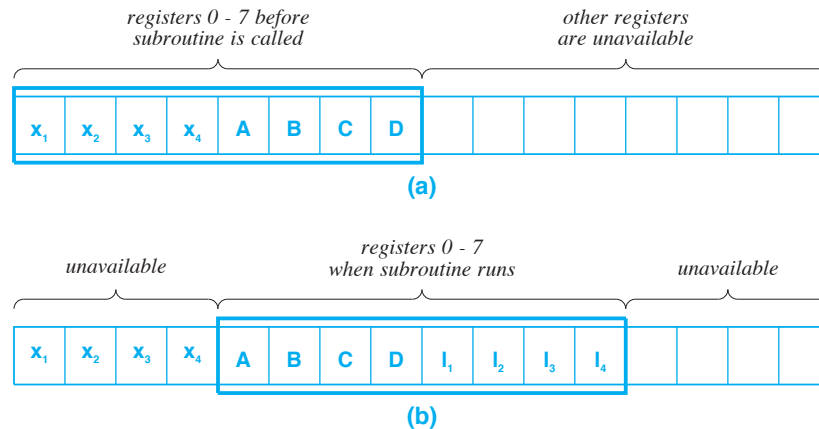 registers 0 - 7 before
subroutine is called
other registers
are unavailable
x₁ x₂ x₃ x₄ A B C D
(a)
registers 0 - 7
when subroutine runs
unavailable
unavailable
x₁ x₂ x₃ x₄ A B C D l₁ l₂ l₃ l₄
(b)